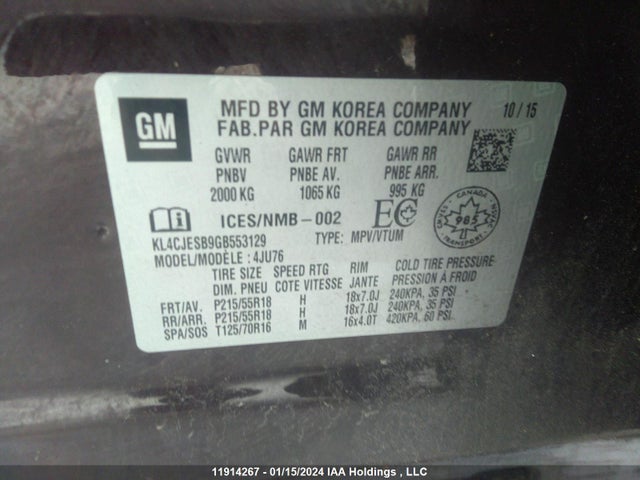 GM
MFD BY GM KOREA COMPANY 10/15
FAB.PAR GM KOREA COMPANY
GVWR GAWR FRT GAWR RR
PNBV PNBE AV. PNBE ARR.
2000 KG 1065 KG 995 KG
ICES/NMB-002 EC
CANADA
985
KL4CJESB9GB553129 TYPE: MPV/VTUM
MODEL/MODÈLE: 4JU76
TIRE SIZE SPEED RTG RIM COLD TIRE PRESSURE
DIM. PNEU COTE VITESSE JANTE PRESSION À FROID
FRT/AV. P215/55R18 H 18x7.0J 240KPA, 35 PSI
RR/ARR. P215/55R18 H 18x7.0J 240KPA, 35 PSI
SPA/SOS T125/70R16 M 16x4.0T 420KPA, 60 PSI.
11914267 - 01/15/2024 IAA Holdings , LLC